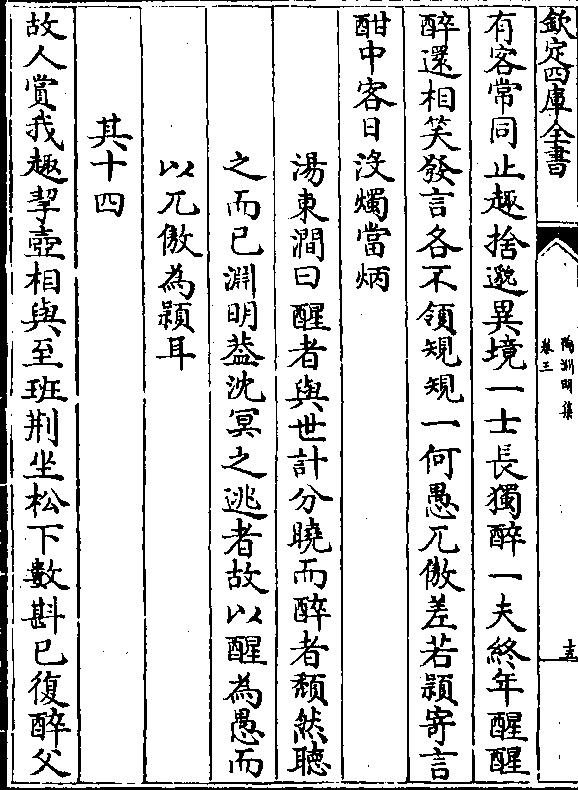 欽定四庫全書
陶淵明集
卷三
有客常同止趣捨邈異境一士長獨醉一夫終年醒醒
醉還相笑發言各不領規規一何愚兀傲差若穎寄言
酣中客日沒燭當炳
湯東澗曰醒者與世計分曉而醉者頹然聽
之而已淵明葢沈冥之逃者故以醒為愚而
以兀傲為穎耳
其十四
故人賞我趣挈壺相與至班荆坐松下數斟已復醉父